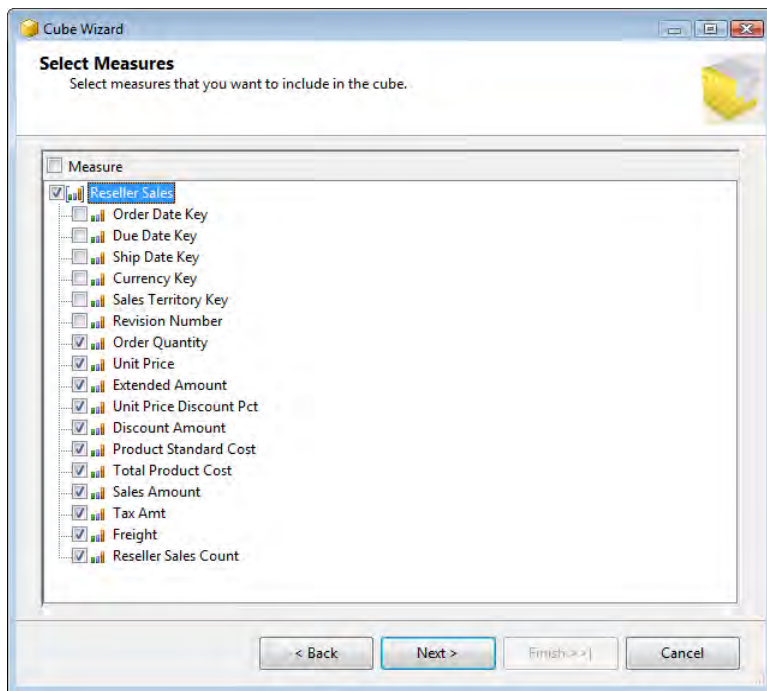 Cube Wizard
Select Measures
Select measures that you want to include in the cube.
Measure
Reseller Sales
Order Date Key
Due Date Key
Ship Date Key
Currency Key
Sales Territory Key
Revision Number
Order Quantity
Unit Price
Extended Amount
Unit Price Discount Pct
Discount Amount
Product Standard Cost
Total Product Cost
Sales Amount
Tax Amt
Freight
Reseller Sales Count
< Back Next > Finish >>| Cancel